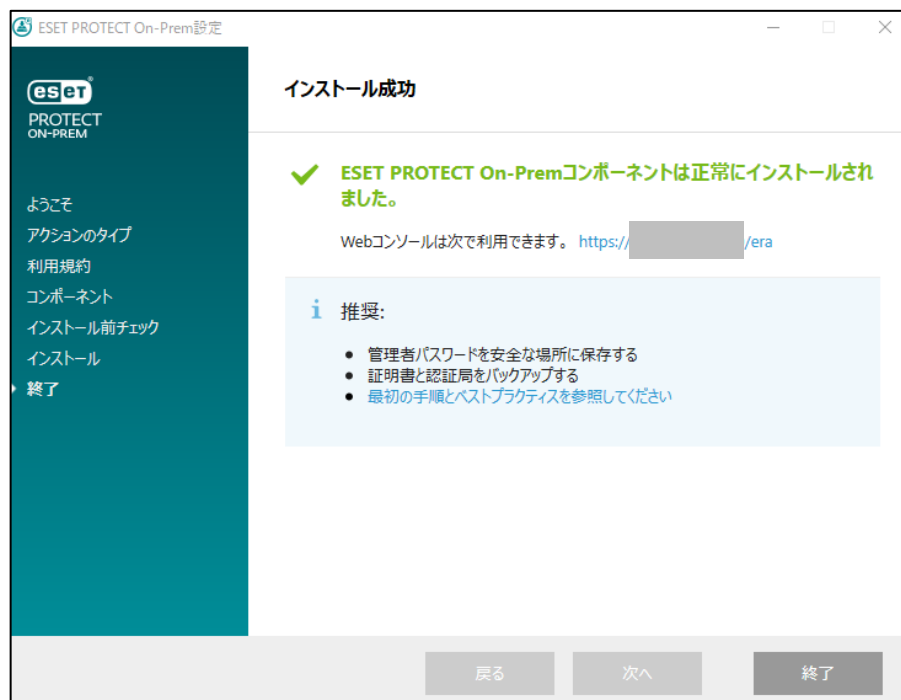 ESET PROTECT On-Prem設定
eset
PROTECT
ON-PREM
ようこそ
アクションのタイプ
利用規約
コンポーネント
インストール前チェック
インストール
終了
インストール成功
ESET PROTECT On-Premコンポーネントは正常にインストールされ
ました。
Webコンソールは次で利用できます。 https:// /era
i 推奨:
● 管理者パスワードを安全な場所に保存する
● 証明書と認証局をバックアップする
● 最初の手順とベストプラクティスを参照してください
戻る
次へ
終了